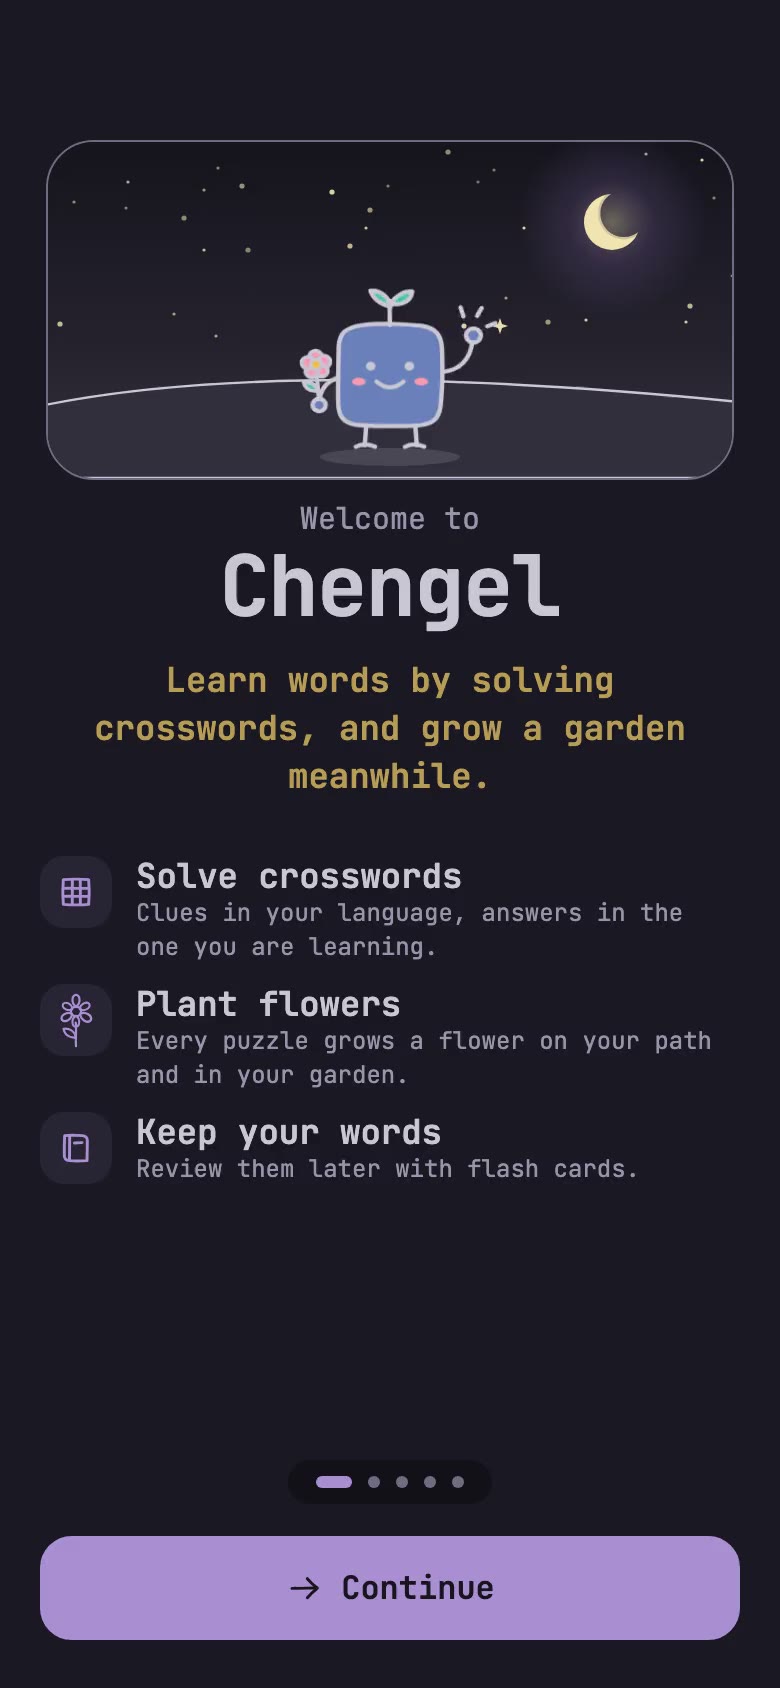 Welcome to
Chengel
Learn words by solving
crosswords, and grow a garden
meanwhile.
Solve crosswords
Clues in your language, answers in the
one you are learning.
Plant flowers
Every puzzle grows a flower on your path
and in your garden.
Keep your words
Review them later with flash cards.
Continue